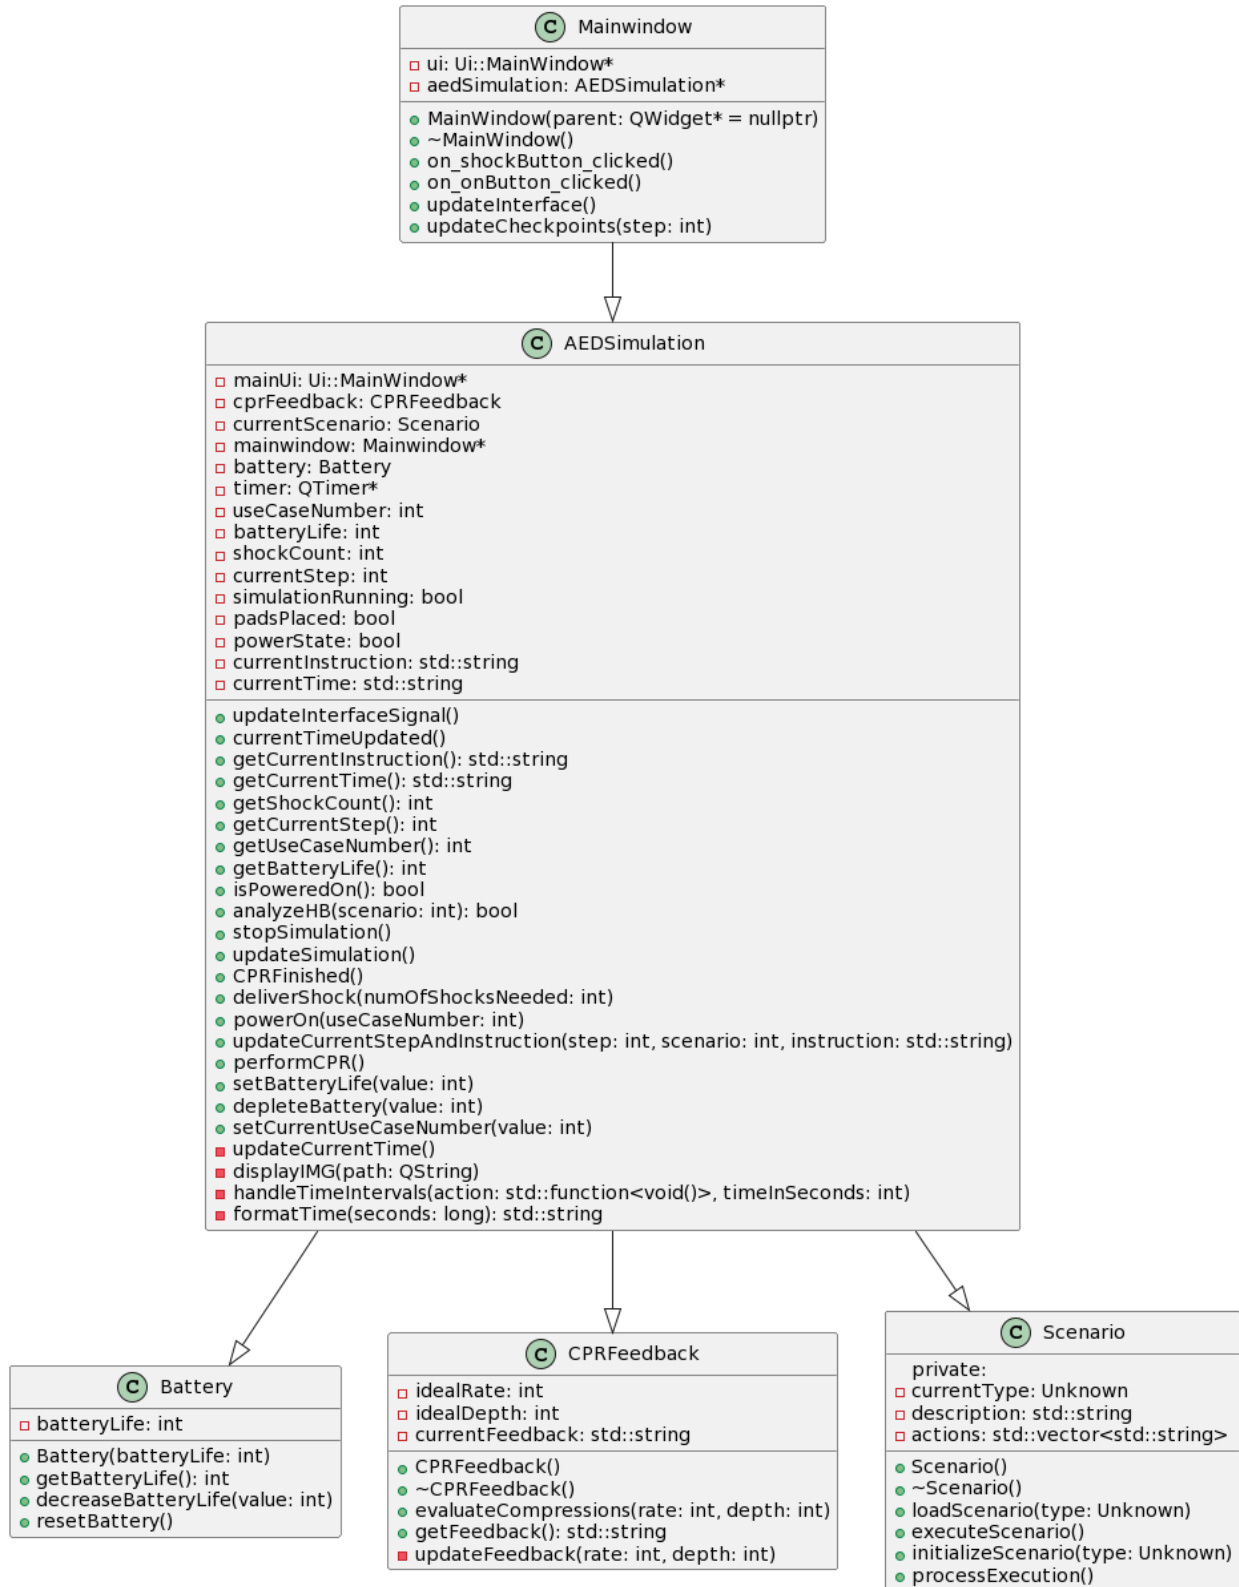 C Mainwindow
ui: Ui::MainWindow*
aedSimulation: AEDSimulation*
MainWindow(parent: QWidget* = nullptr)
~MainWindow()
on_shockButton_clicked()
on_onButton_clicked()
updateInterface()
updateCheckpoints(step: int)
C AEDSimulation
mainUi: Ui::MainWindow*
cprFeedback: CPRFeedback
currentScenario: Scenario
mainwindow: Mainwindow*
battery: Battery
timer: QTimer*
useCaseNumber: int
batteryLife: int
shockCount: int
currentStep: int
simulationRunning: bool
padsPlaced: bool
powerState: bool
currentInstruction: std::string
currentTime: std::string
updateInterfaceSignal()
currentTimeUpdated()
getCurrentInstruction(): std::string
getCurrentTime(): std::string
getShockCount(): int
getCurrentStep(): int
getUseCaseNumber(): int
getBatteryLife(): int
isPoweredOn(): bool
analyzeHB(scenario: int): bool
stopSimulation()
updateSimulation()
CPRFinished()
deliverShock(numOfShocksNeeded: int)
powerOn(useCaseNumber: int)
updateCurrentStepAndInstruction(step: int, scenario: int, instruction: std::string)
performCPR()
setBatteryLife(value: int)
depleteBattery(value: int)
setCurrentUseCaseNumber(value: int)
updateCurrentTime()
displayIMG(path: QString)
handleTimeIntervals(action: std::function<void()>, timeInSeconds: int)
formatTime(seconds: long): std::string
C Battery
batteryLife: int
Battery(batteryLife: int)
getBatteryLife(): int
decreaseBatteryLife(value: int)
resetBattery()
C CPRFeedback
idealRate: int
idealDepth: int
currentFeedback: std::string
CPRFeedback()
~CPRFeedback()
evaluateCompressions(rate: int, depth: int)
getFeedback(): std::string
updateFeedback(rate: int, depth: int)
C Scenario
private:
currentType: Unknown
description: std::string
actions: std::vector<std::string>
Scenario()
~Scenario()
loadScenario(type: Unknown)
executeScenario()
initializeScenario(type: Unknown)
processExecution()